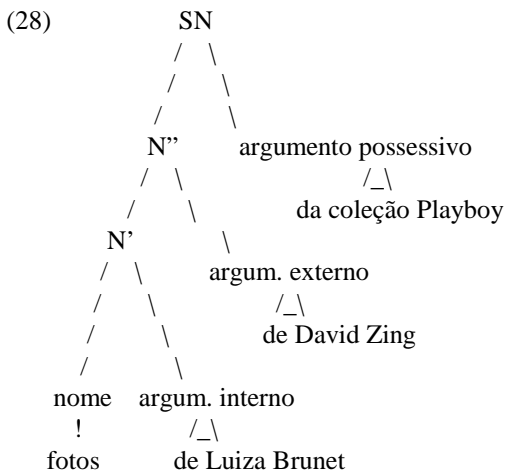 (28) SN
/ \
/ \
/ \
/ \
N” argumento possessivo
/ \ /_\
/ \ da coleção Playboy
N’ \
/ \ argum. externo
/ \ /_\
/ \ de David Zing
/ \
nome argum. interno
! /_\
fotos de Luiza Brunet